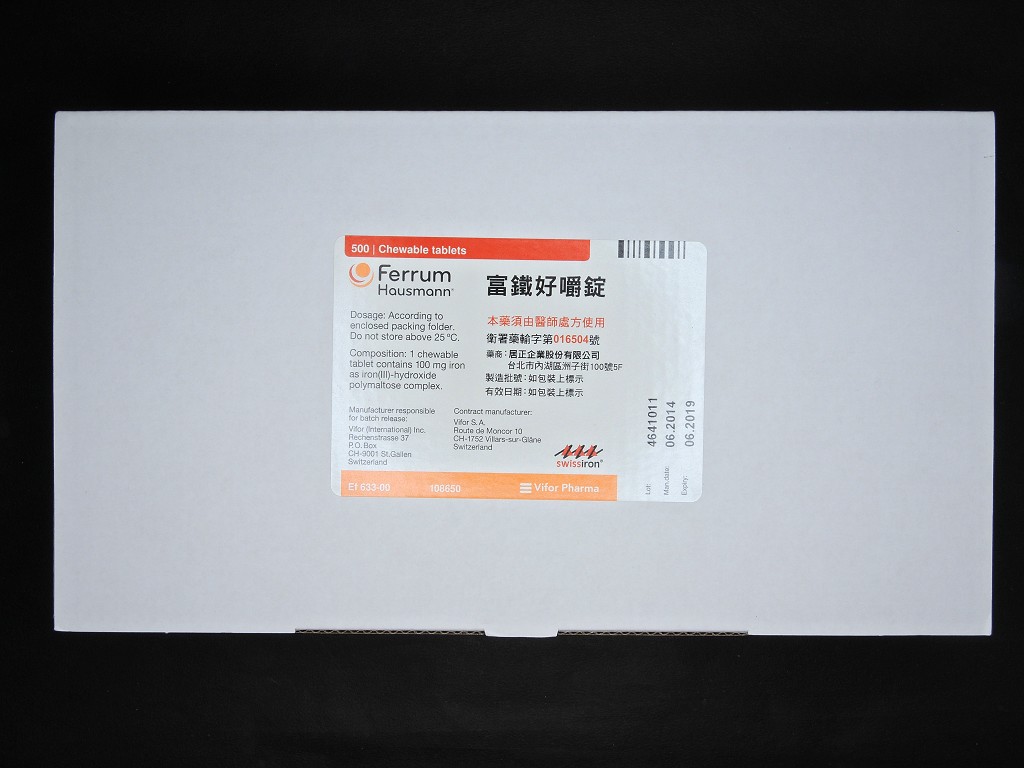 500 | Chewable tablets
Ferrum
Hausmann®
富鐵好嚼錠
Dosage: According to
enclosed packing folder.
Do not store above 25 ºC.
Composition: 1 chewable
tablet contains 100 mg iron
as iron(III)-hydroxide
polymaltose complex.
本藥須由醫師處方使用
衛署藥輸字第016504號
藥商：居正企業股份有限公司
台北市內湖區洲子街100號5F
製造批號：如包裝上標示
有效日期：如包裝上標示
Manufacturer responsible
for batch release:
Vifor (International) Inc.
Rechenstrasse 37
P.O. Box
CH-9001 St.Gallen
Switzerland
Contract manufacturer:
Vifor S.A.
Route de Moncor 10
CH-1752 Villars-sur-Glâne
Switzerland
swissiron®
Et 633-00 106650 Vifor Pharma
Lot: 4641011
Man.date: 06.2014
Expiry: 06.2019